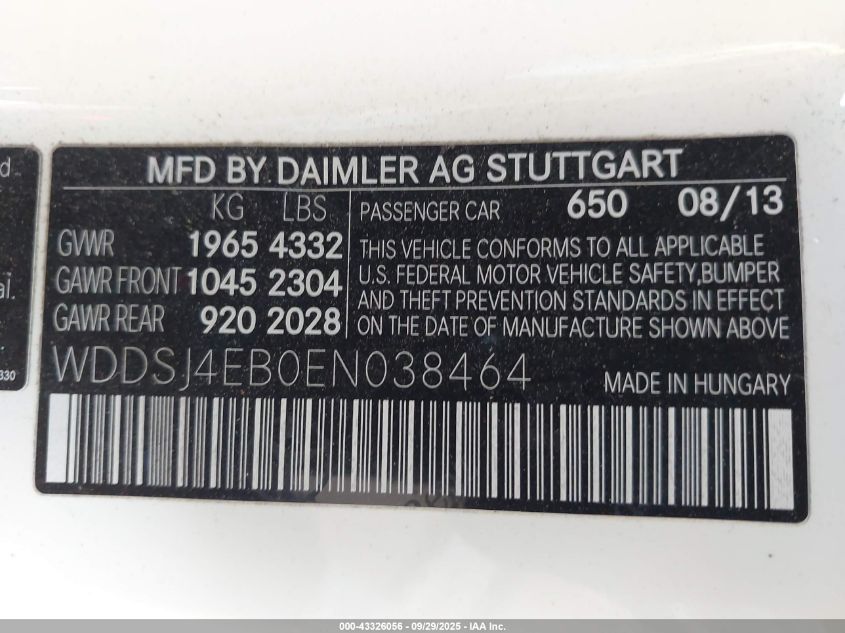 d
al.
330
MFD BY DAIMLER AG STUTTGART
KG LBS
GWWR 1965 4332
GAWR FRONT 1045 2304
GAWR REAR 920 2028
PASSENGER CAR 650 08/13
THIS VEHICLE CONFORMS TO ALL APPLICABLE
U.S. FEDERAL MOTOR VEHICLE SAFETY,BUMPER
AND THEFT PREVENTION STANDARDS IN EFFECT
ON THE DATE OF MANUFACTURE SHOWN ABOVE
WDDSJ4EB0EN038464
MADE IN HUNGARY
000-43326056 - 09/29/2025 - IAA Inc.